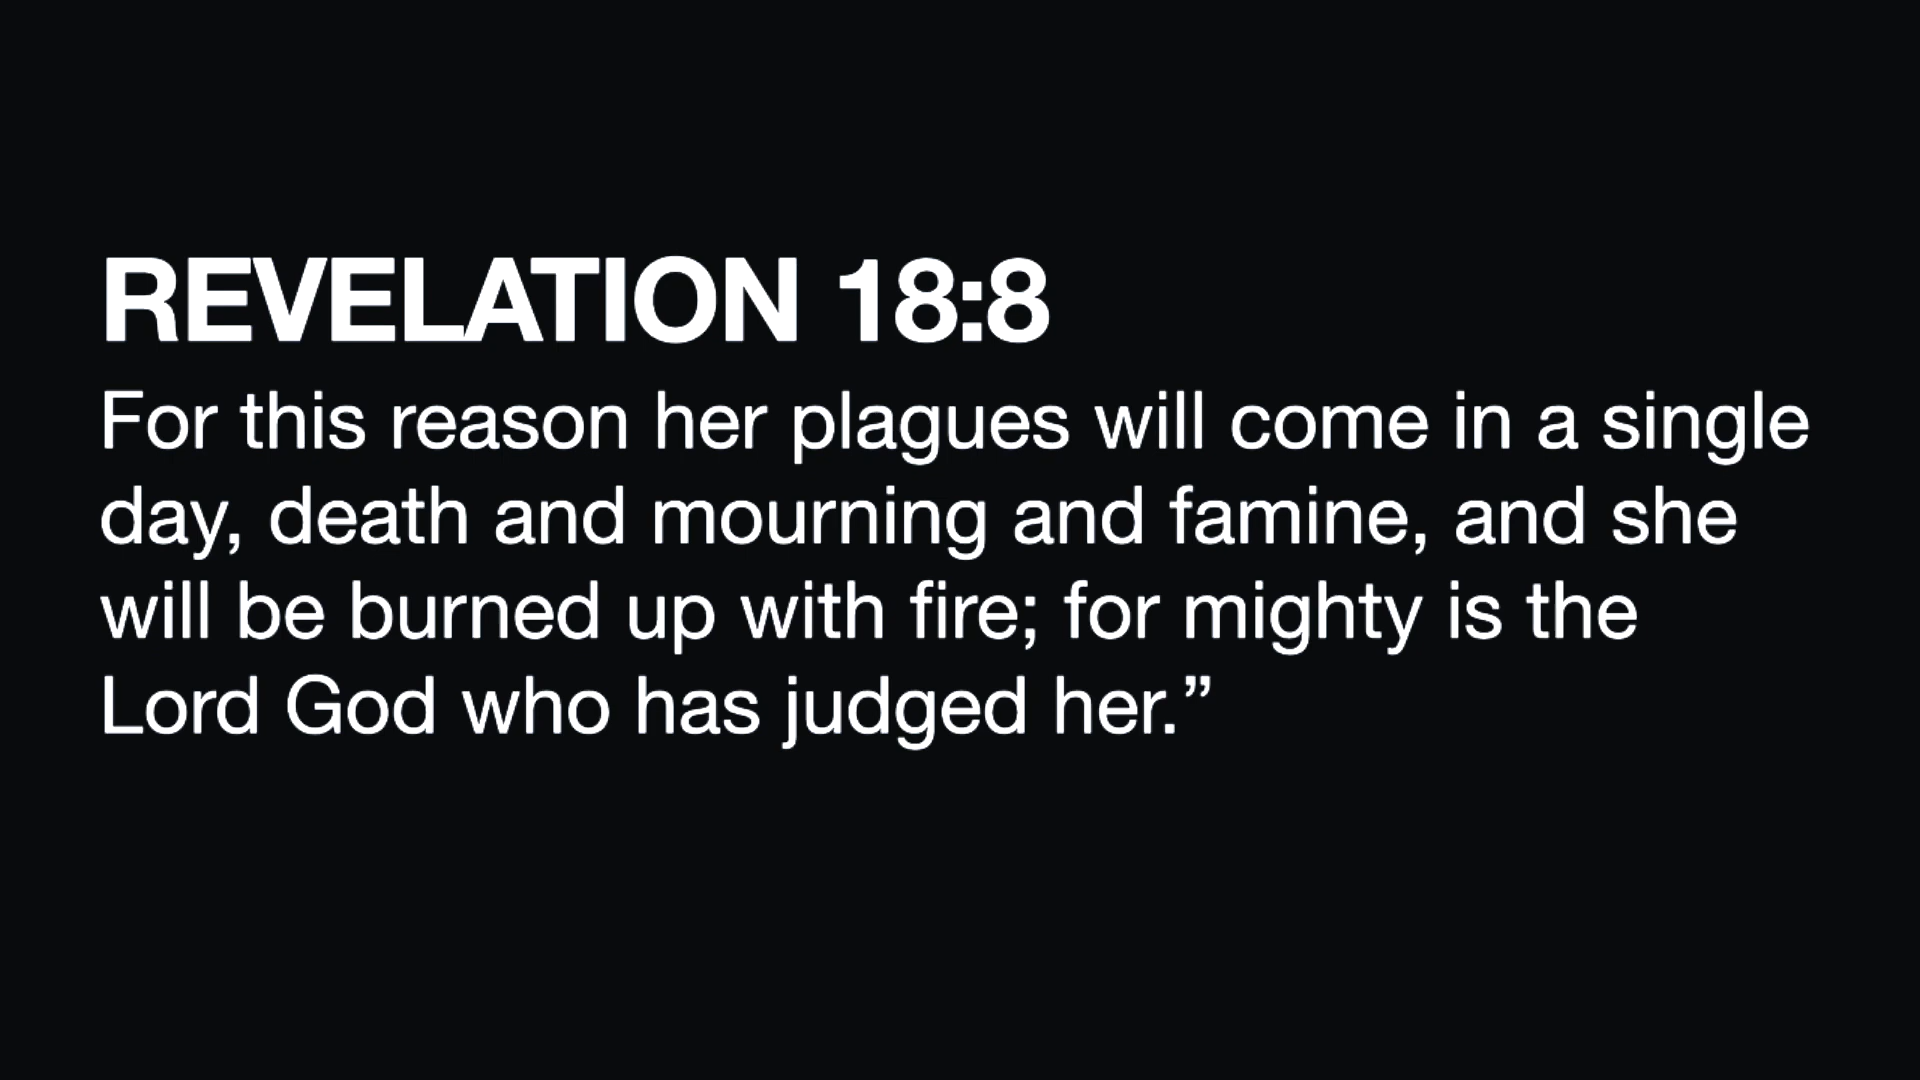 REVELATION 18:8
For this reason her plagues will come in a single
day, death and mourning and famine, and she
will be burned up with fire; for mighty is the
Lord God who has judged her.”